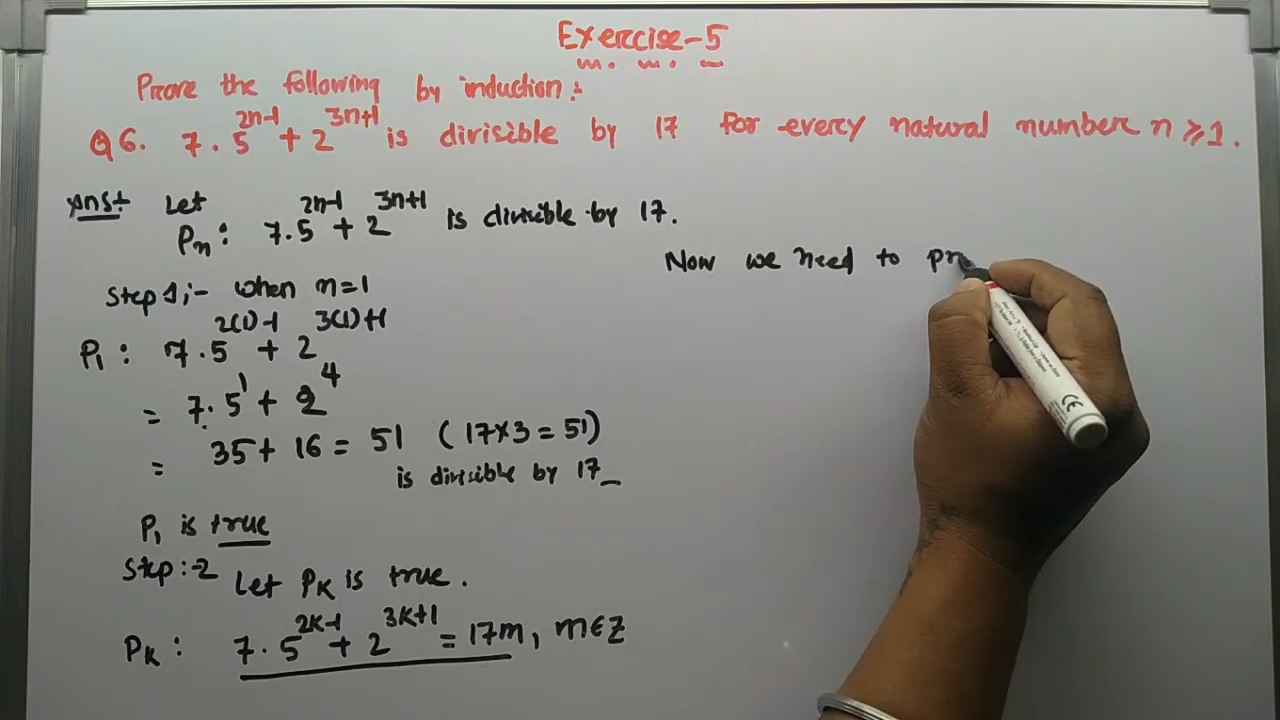 Exercise-5
Prove the following by induction:-
Q6. 7.5^{2n-1} + 2^{3n+1} is divisible by 17 for every natural number n ≥ 1.
Ans:- Let
Pn : 7.5^{2n-1} + 2^{3n+1} is divisible by 17.
Step 1:- when n=1
P1 : 7.5^{2(1)-1} + 2^{3(1)+1}
= 7.5^1 + 2^4
= 35 + 16 = 51 (17×3 = 51)
is divisible by 17
P1 is true
Step:-2 Let PK is true.
PK : 7.5^{2K-1} + 2^{3K+1} = 17m, m∈Z
Now we need to pr
CE